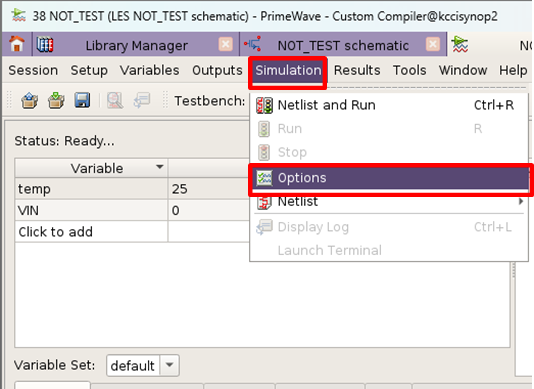 38 NOT_TEST (LES NOT_TEST schematic) - PrimeWave - Custom Compiler@kccisynop2
Library Manager NOT_TEST schematic NO
Session Setup Variables Outputs Simulation Results Tools Window Help
Testbench:
Netlist and Run Ctrl+R
Run R
Stop
Options
Netlist
Display Log Ctrl+L
Launch Terminal
Status: Ready...
Variable
temp 25
VIN 0
Click to add
Variable Set: default